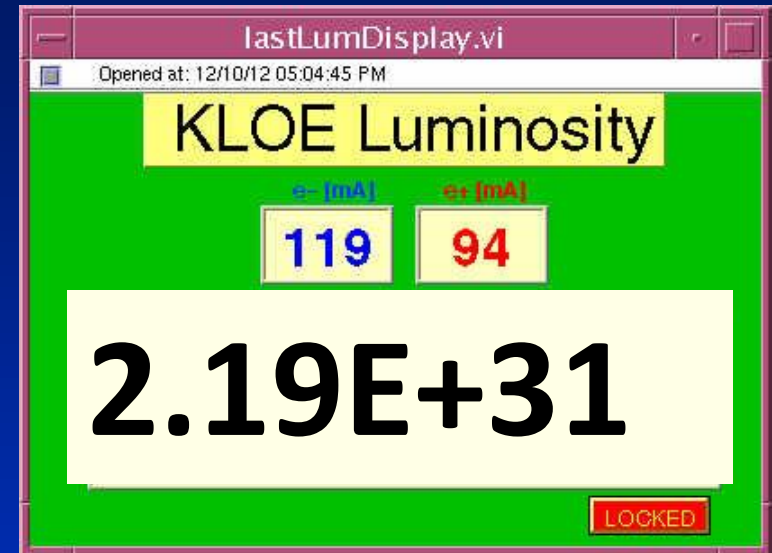 lastLumDisplay.vi
Opened at: 12/10/12 05:04:45 PM
KLOE Luminosity
e- [mA] e+ [mA]
119 94
2.19E+31
LOCKED